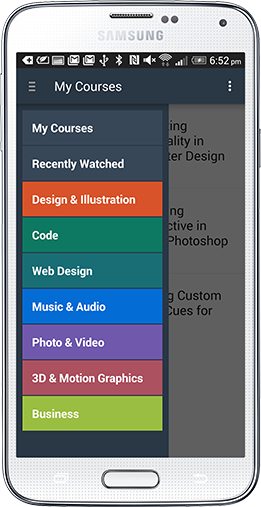 SAMSUNG
6:52 pm
My Courses
My Courses
Recently Watched
Design & Illustration
Code
Web Design
Music & Audio
Photo & Video
3D & Motion Graphics
Business
ing
ality in
ter Design
ing
ective in
Photoshop
g Custom
Cues for